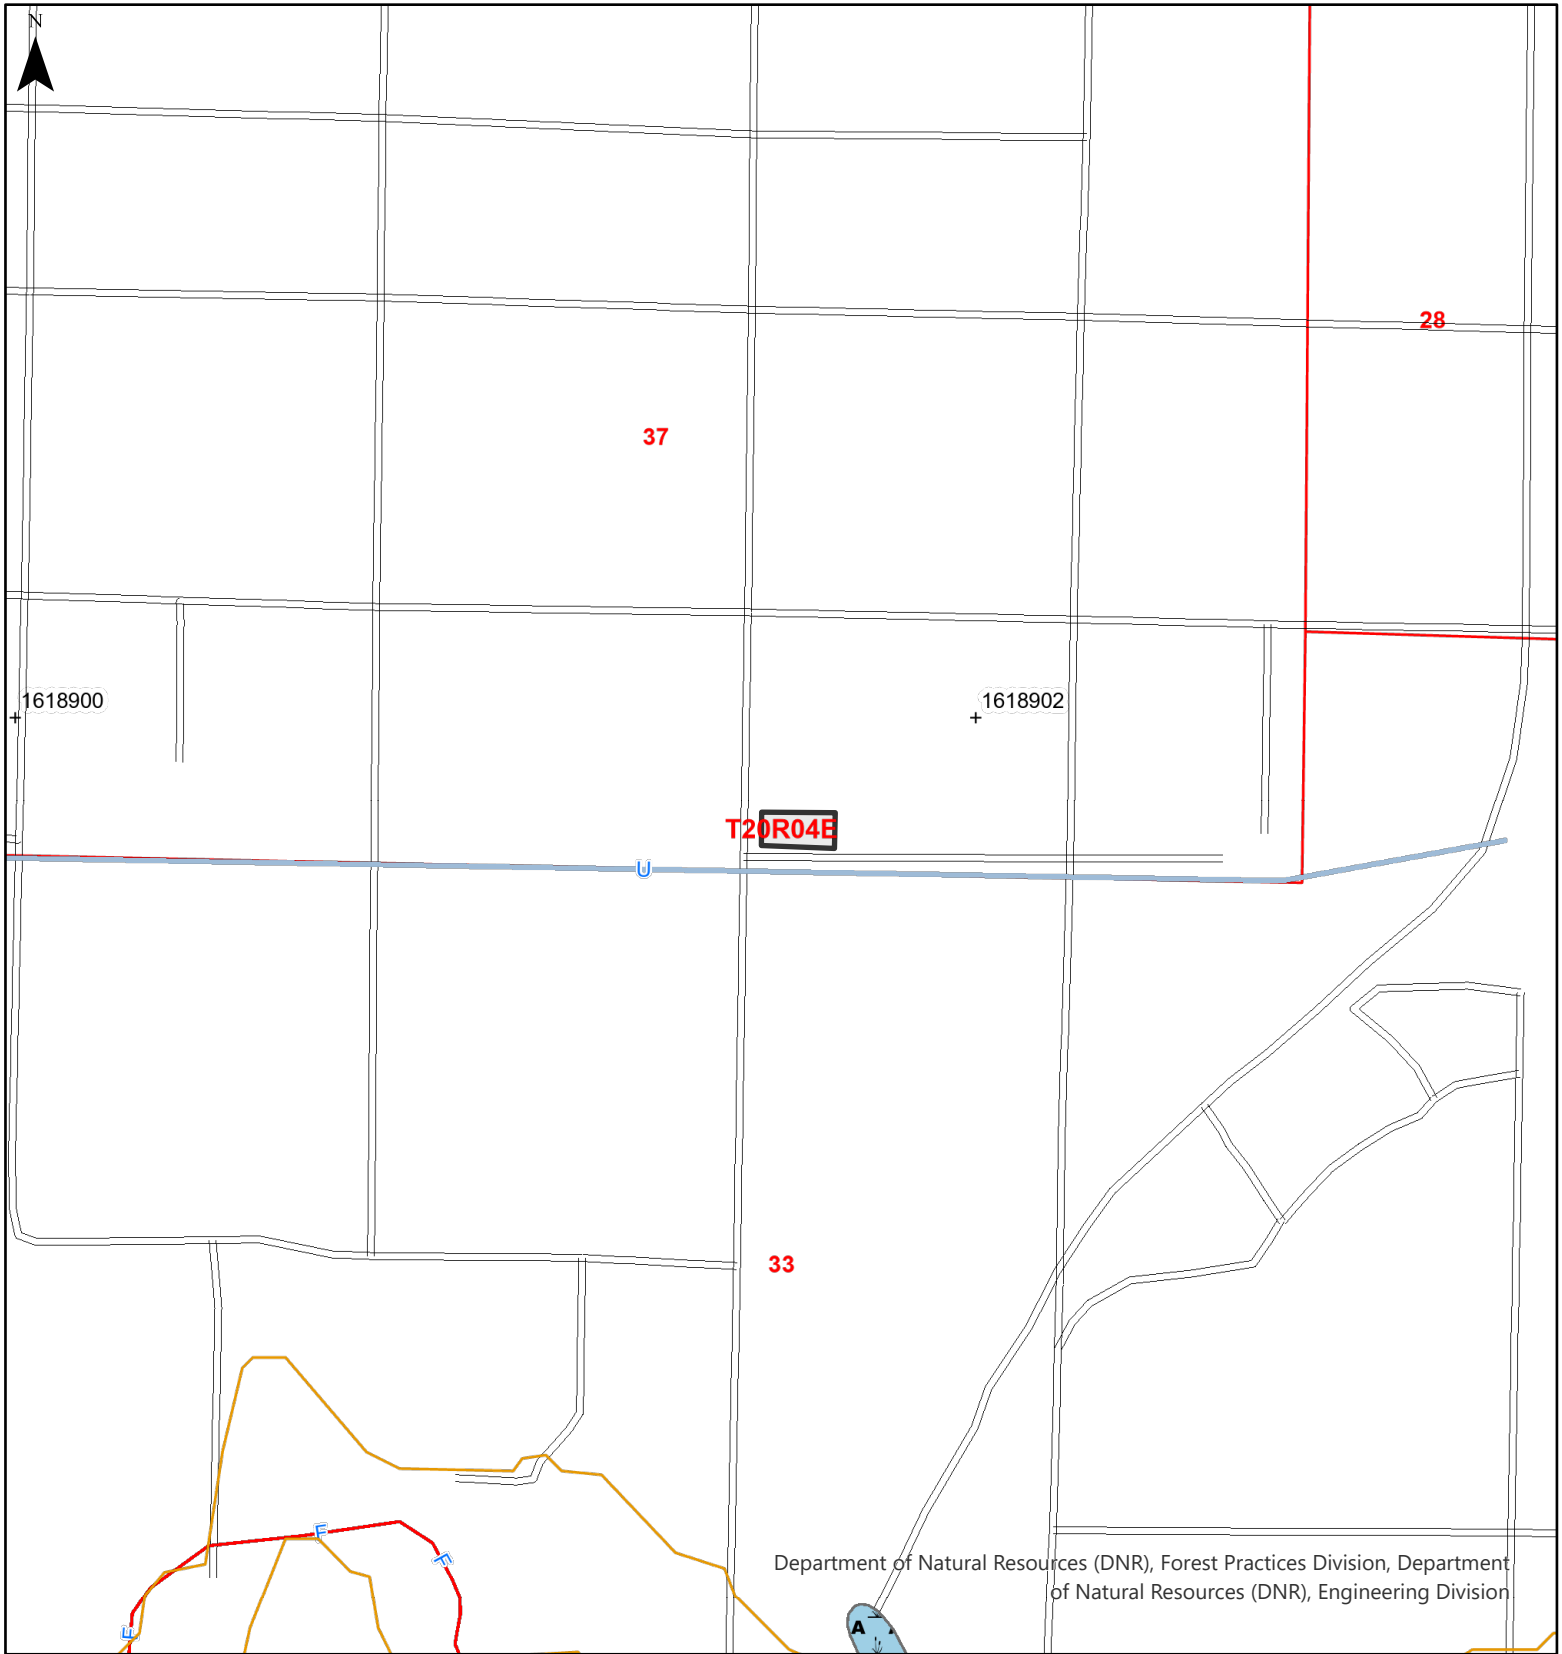 N
28
37
1618900
1618902
T20R04E
U
33
F
F
F
Department of Natural Resources (DNR), Forest Practices Division, Department
of Natural Resources (DNR), Engineering Division
A